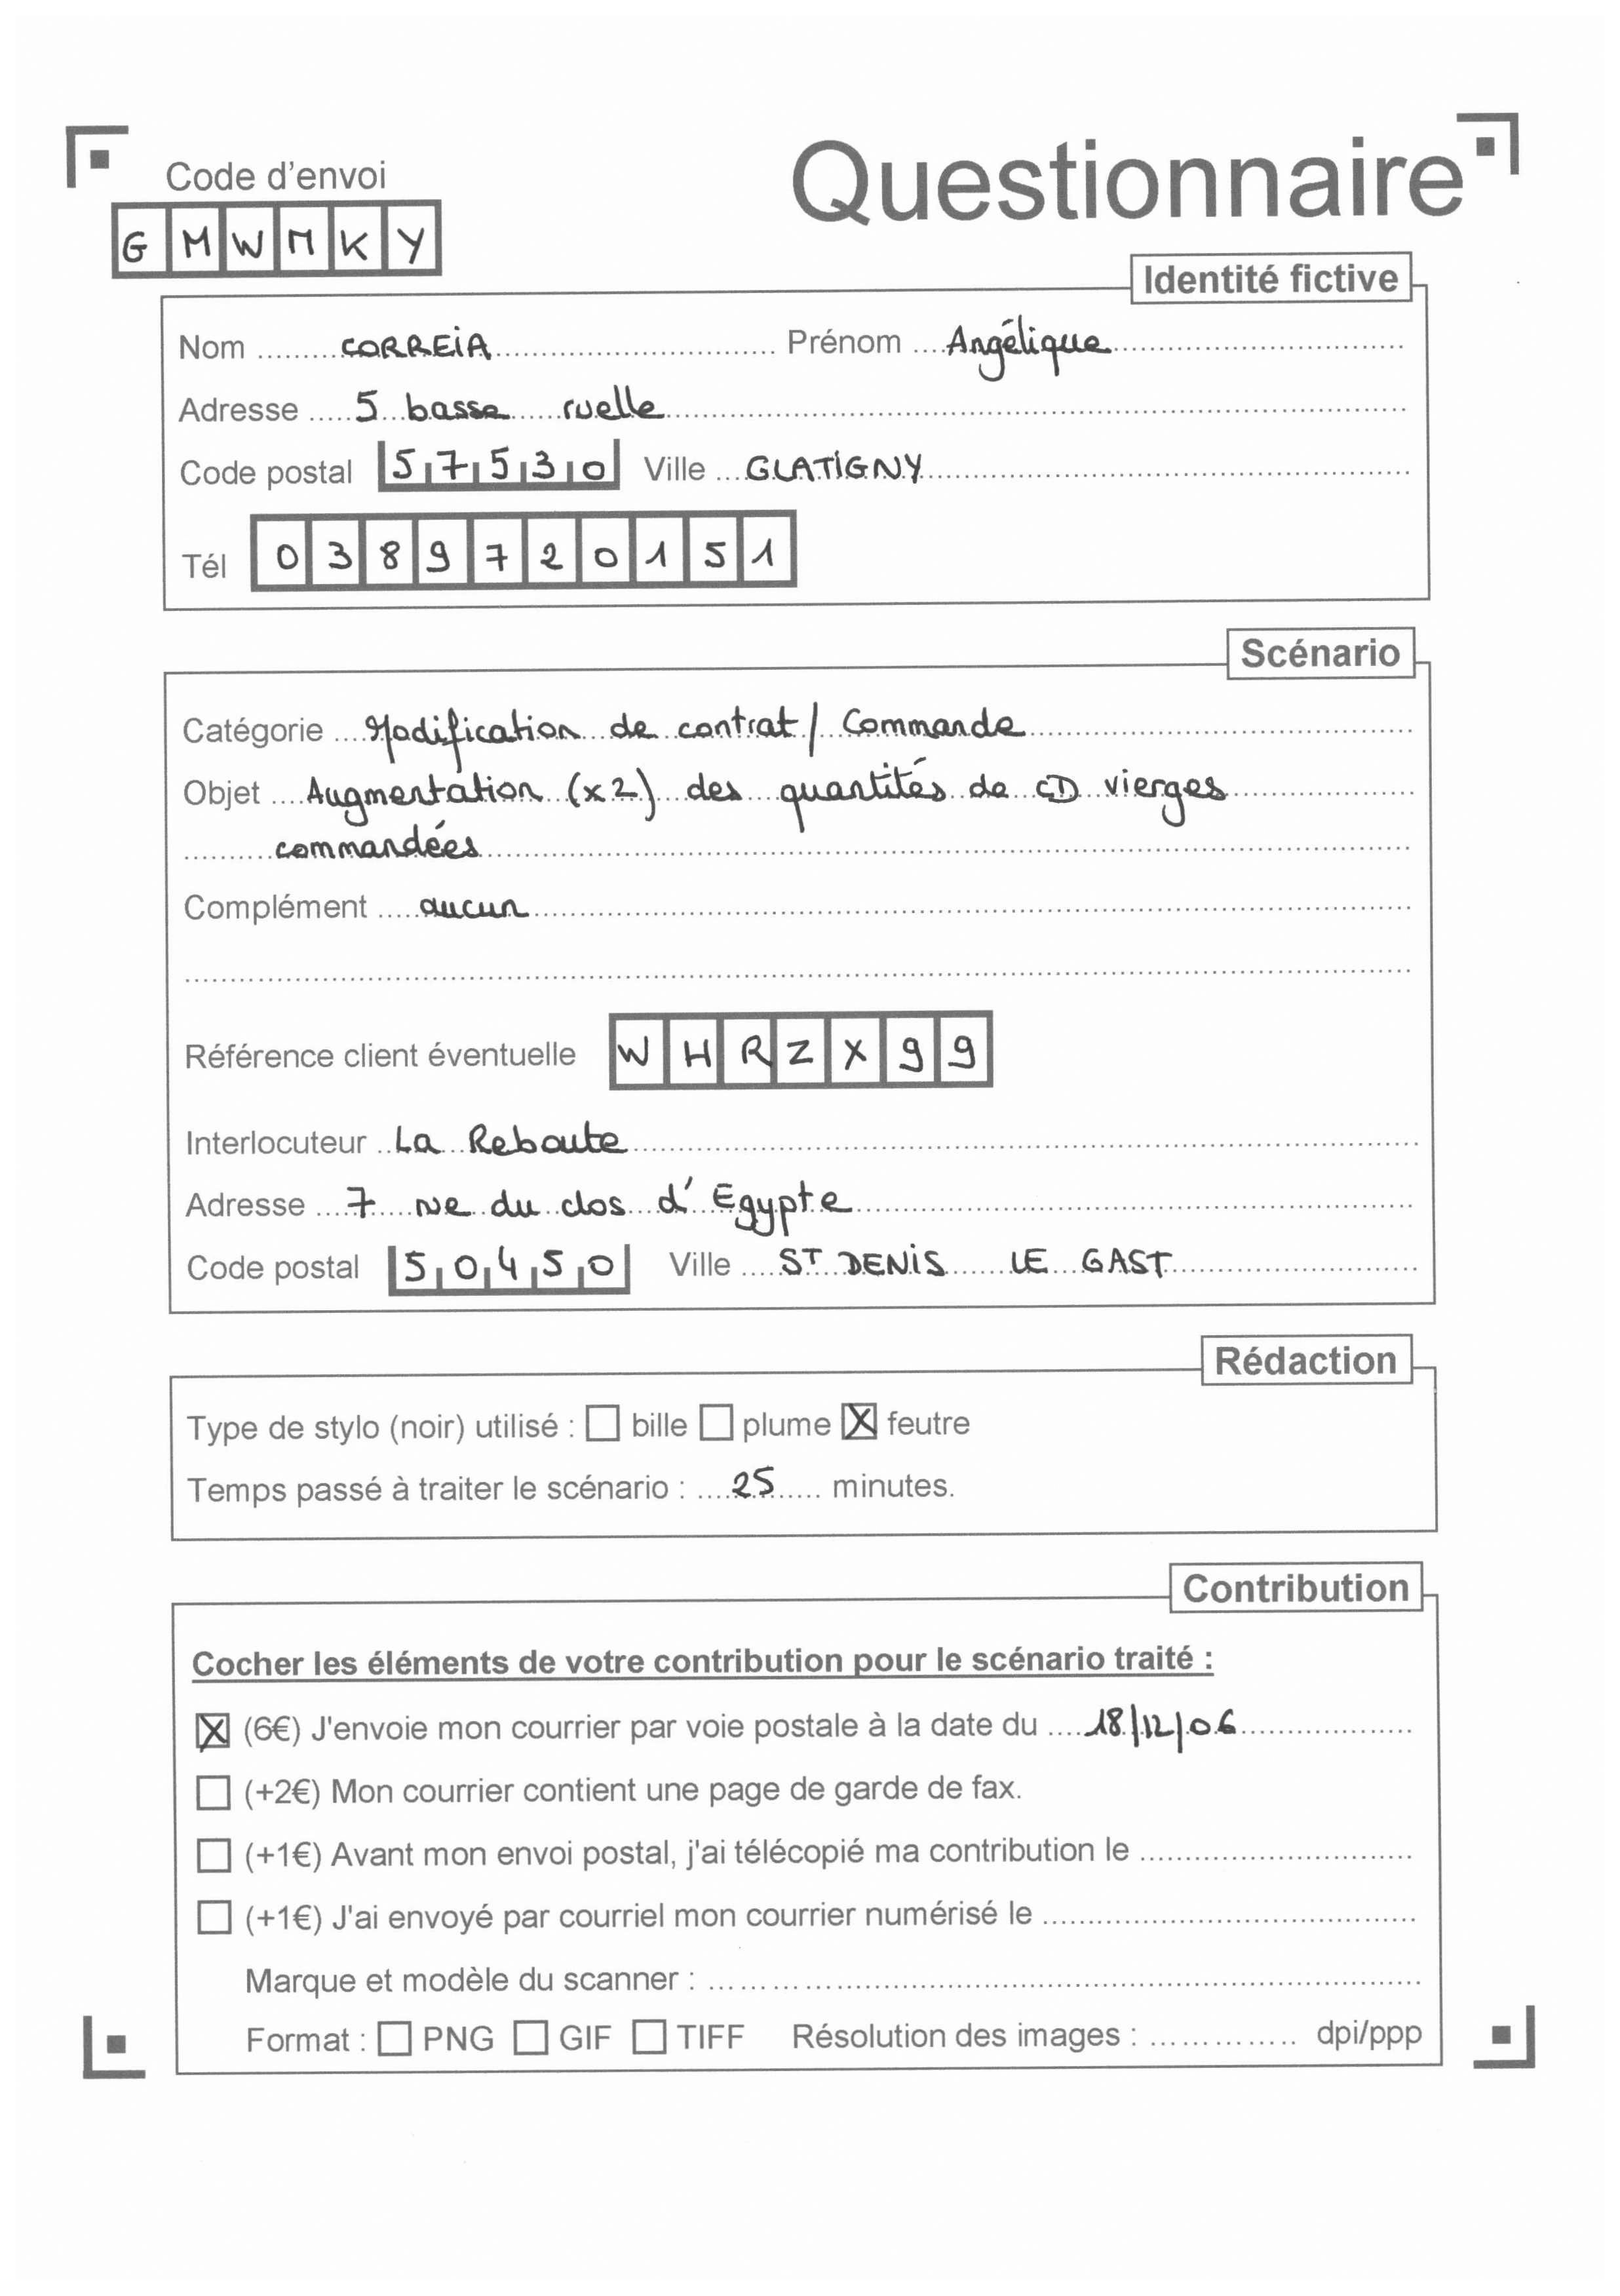 Code d'envoi
Questionnaire
G M W M K Y
Identité fictive
Nom CORREIA Prénom Angélique
Adresse 5 basse ruelle
Code postal 57530 Ville GLATIGNY
Tél 0389720151
Scénario
Catégorie Modification de contrat / Commande
Objet Augmentation (x2) des quantités de CD vierges
commandées
Complément aucun
Référence client éventuelle W H R Z X 9 9
Interlocuteur La Reboute
Adresse 7 rue du clos d'Egypte
Code postal 50450 Ville ST DENIS LE GAST
Rédaction
Type de stylo (noir) utilisé : ☐ bille ☐ plume ☒ feutre
Temps passé à traiter le scénario : 25 minutes.
Contribution
Cocher les éléments de votre contribution pour le scénario traité :
☒ (6€) J'envoie mon courrier par voie postale à la date du 18/12/06
☐ (+2€) Mon courrier contient une page de garde de fax.
☐ (+1€) Avant mon envoi postal, j'ai télécopié ma contribution le
☐ (+1€) J'ai envoyé par courriel mon courrier numérisé le
Marque et modèle du scanner :
Format : ☐ PNG ☐ GIF ☐ TIFF Résolution des images : dpi/ppp